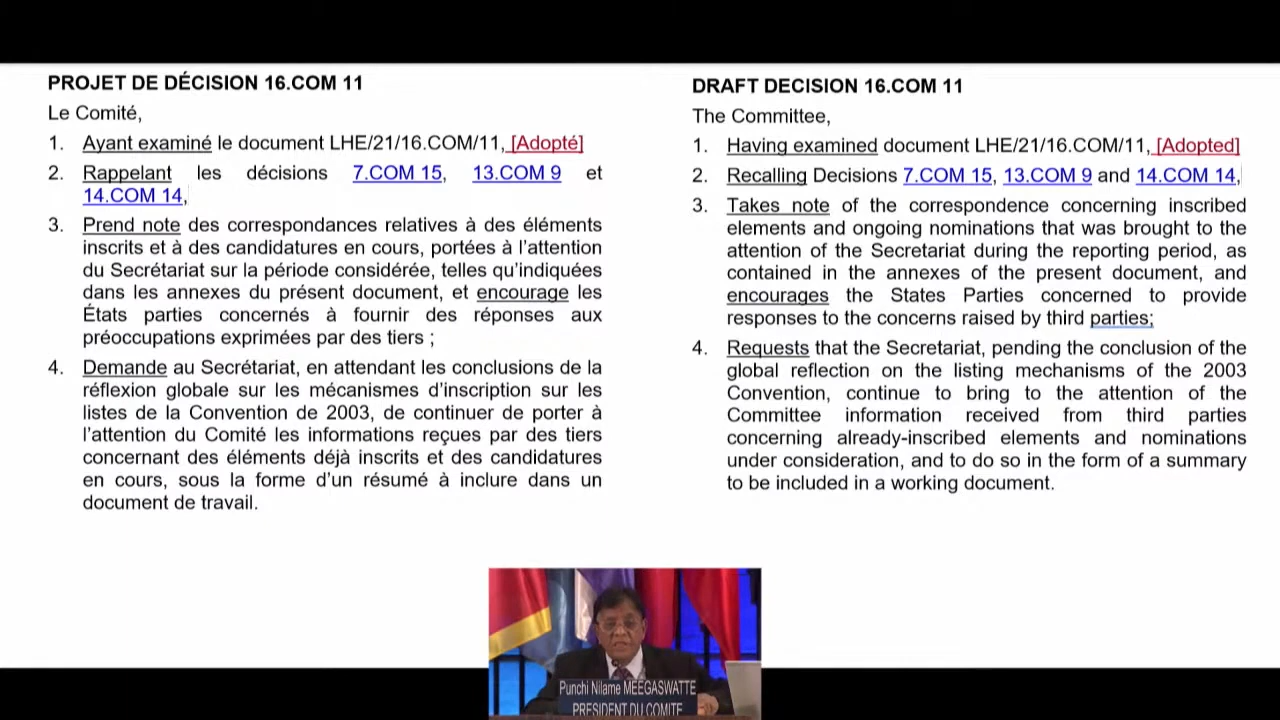 PROJET DE DÉCISION 16.COM 11
Le Comité,
1. Ayant examiné le document LHE/21/16.COM/11, [Adopté]
2. Rappelant les décisions 7.COM 15, 13.COM 9 et
14.COM 14,
3. Prend note des correspondances relatives à des éléments
inscrits et à des candidatures en cours, portées à l'attention
du Secrétariat sur la période considérée, telles qu'indiquées
dans les annexes du présent document, et encourage les
États parties concernés à fournir des réponses aux
préoccupations exprimées par des tiers ;
4. Demande au Secrétariat, en attendant les conclusions de la
réflexion globale sur les mécanismes d'inscription sur les
listes de la Convention de 2003, de continuer de porter à
l'attention du Comité les informations reçues par des tiers
concernant des éléments déjà inscrits et des candidatures
en cours, sous la forme d'un résumé à inclure dans un
document de travail.
DRAFT DECISION 16.COM 11
The Committee,
1. Having examined document LHE/21/16.COM/11, [Adopted]
2. Recalling Decisions 7.COM 15, 13.COM 9 and 14.COM 14,
3. Takes note of the correspondence concerning inscribed
elements and ongoing nominations that was brought to the
attention of the Secretariat during the reporting period, as
contained in the annexes of the present document, and
encourages the States Parties concerned to provide
responses to the concerns raised by third parties;
4. Requests that the Secretariat, pending the conclusion of the
global reflection on the listing mechanisms of the 2003
Convention, continue to bring to the attention of the
Committee information received from third parties
concerning already-inscribed elements and nominations
under consideration, and to do so in the form of a summary
to be included in a working document.
Punchi Nilame MEEGASWATTE
PRESIDENT DU COMITE